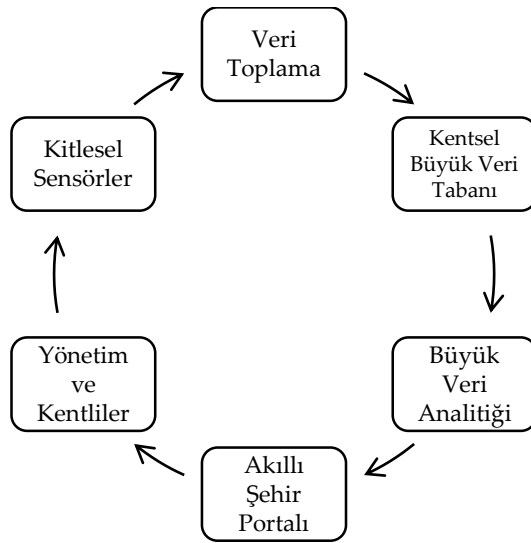 Veri
Toplama
Kentsel
Büyük Veri
Tabanı
Büyük
Veri
Analitiği
Akıllı
Şehir
Portalı
Yönetim
ve
Kentliler
Kitlesel
Sensörler